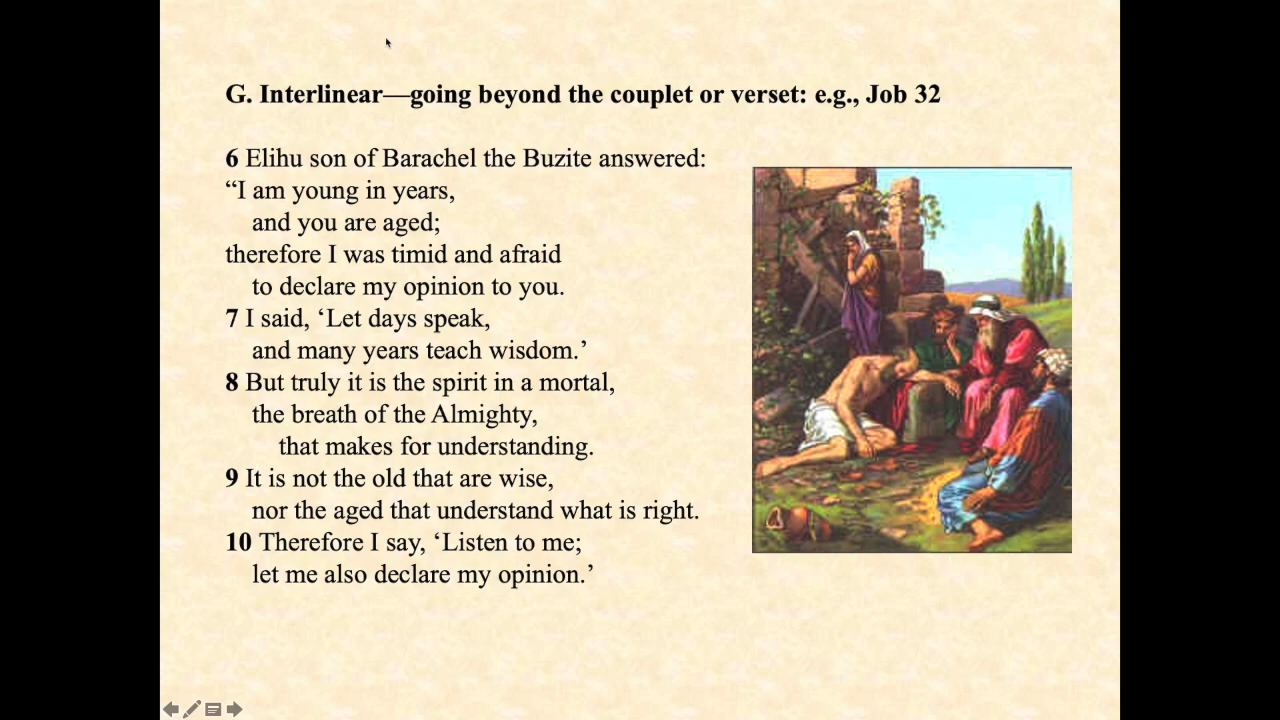 G. Interlinear—going beyond the couplet or verset: e.g., Job 32
6 Elihu son of Barachel the Buzite answered:
“I am young in years,
and you are aged;
therefore I was timid and afraid
to declare my opinion to you.
7 I said, ‘Let days speak,
and many years teach wisdom.’
8 But truly it is the spirit in a mortal,
the breath of the Almighty,
that makes for understanding.
9 It is not the old that are wise,
nor the aged that understand what is right.
10 Therefore I say, ‘Listen to me;
let me also declare my opinion.’